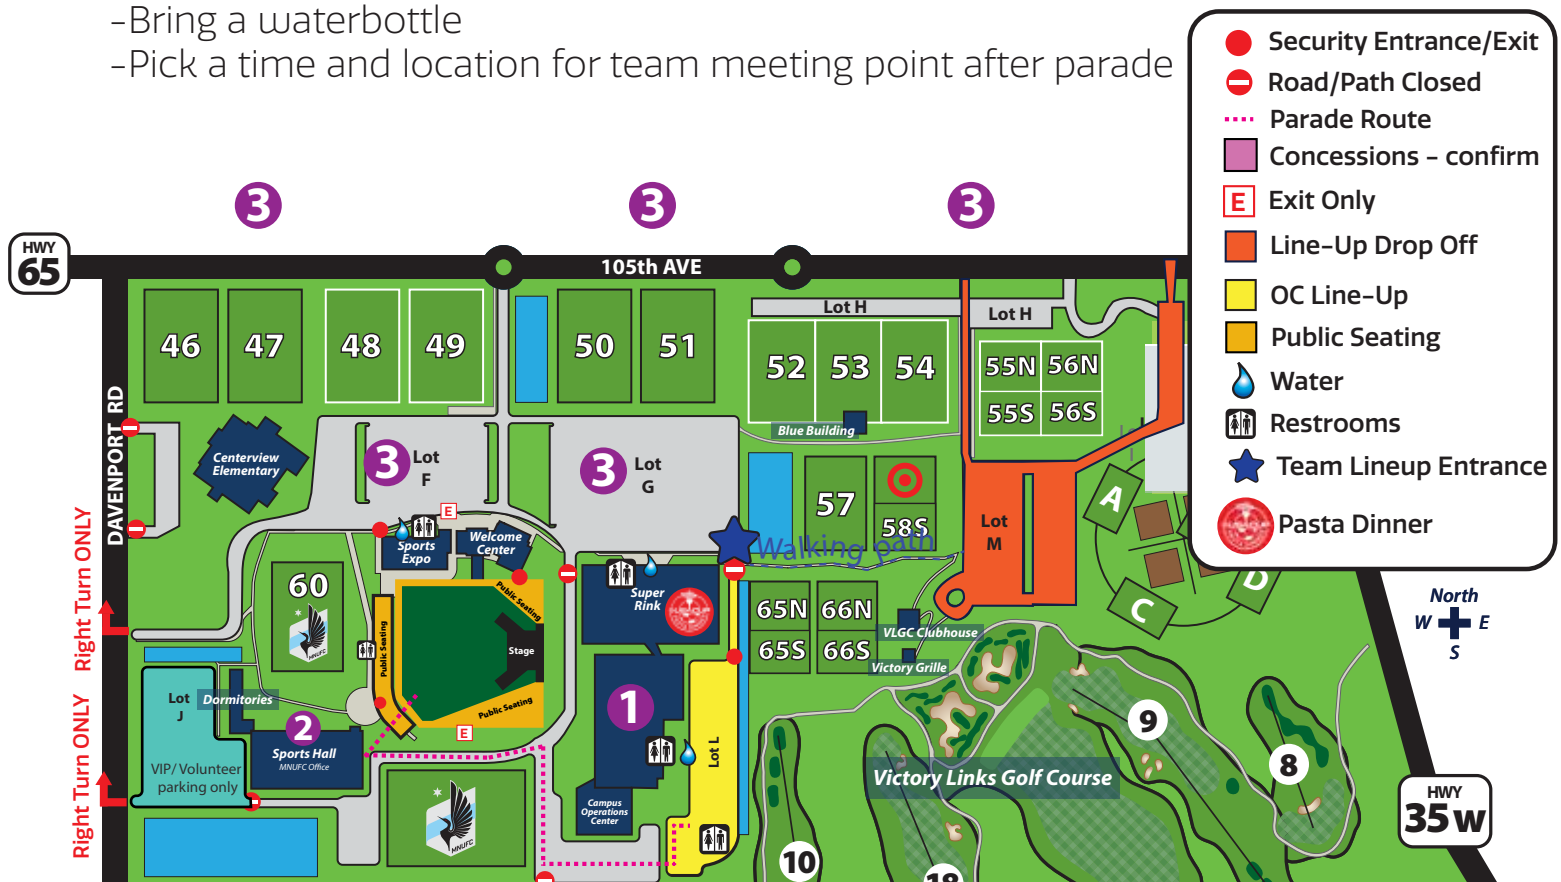 -Bring a waterbottle
-Pick a time and location for team meeting point after parade
Security Entrance/Exit
Road/Path Closed
Parade Route
Concessions - confirm
E Exit Only
Line-Up Drop Off
OC Line-Up
Public Seating
Water
Restrooms
Team Lineup Entrance
Pasta Dinner
3
3
3
HWY
65
105th AVE
46
47
48
49
50
51
Lot H
Lot H
52
53
54
55N
56N
55S
56S
Blue Building
DAVENPORT RD
Centerview
Elementary
3
Lot
F
3
Lot
G
57
58S
Lot
M
A
C
D
E
Sports
Expo
Welcome
Center
Walking path
Right Turn ONLY
60
MNUFC
Public Seating
Public Seating
Public Seating
Stage
Super
Rink
65N
66N
65S
66S
VLGC Clubhouse
Victory Grille
North
W
E
S
Lot
J
Dormitories
2
Sports Hall
MNUFC Office
VIP/Volunteer
parking only
Right Turn ONLY
E
1
Lot L
Campus
Operations
Center
MNUFC
Victory Links Golf Course
9
8
10
18
HWY
35W